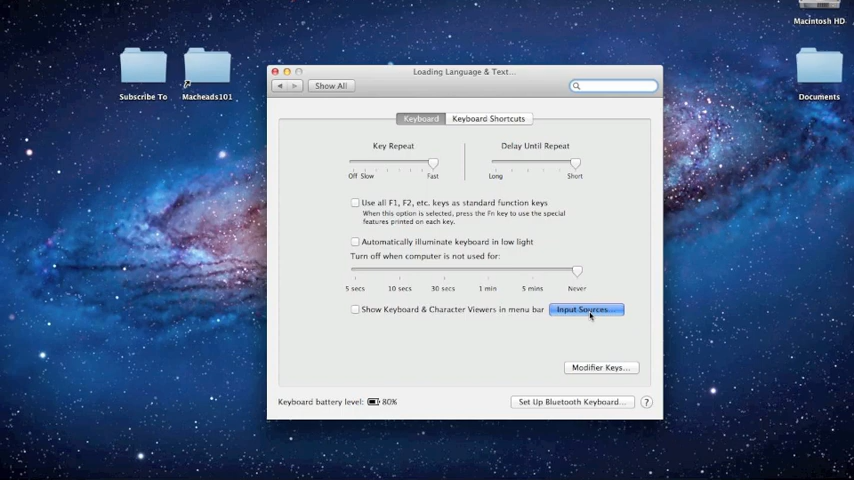 Macintosh HD
Subscribe To
Macheads101
Documents
Loading Language & Text...
Show All
Keyboard
Keyboard Shortcuts
Key Repeat
Delay Until Repeat
Off Slow
Fast
Long
Short
Use all F1, F2, etc. keys as standard function keys
When this option is selected, press the Fn key to use the special
features printed on each key.
Automatically illuminate keyboard in low light
Turn off when computer is not used for:
5 secs
10 secs
30 secs
1 min
5 mins
Never
Show Keyboard & Character Viewers in menu bar
Input Sources...
Modifier Keys...
Keyboard battery level:
80%
Set Up Bluetooth Keyboard...
?